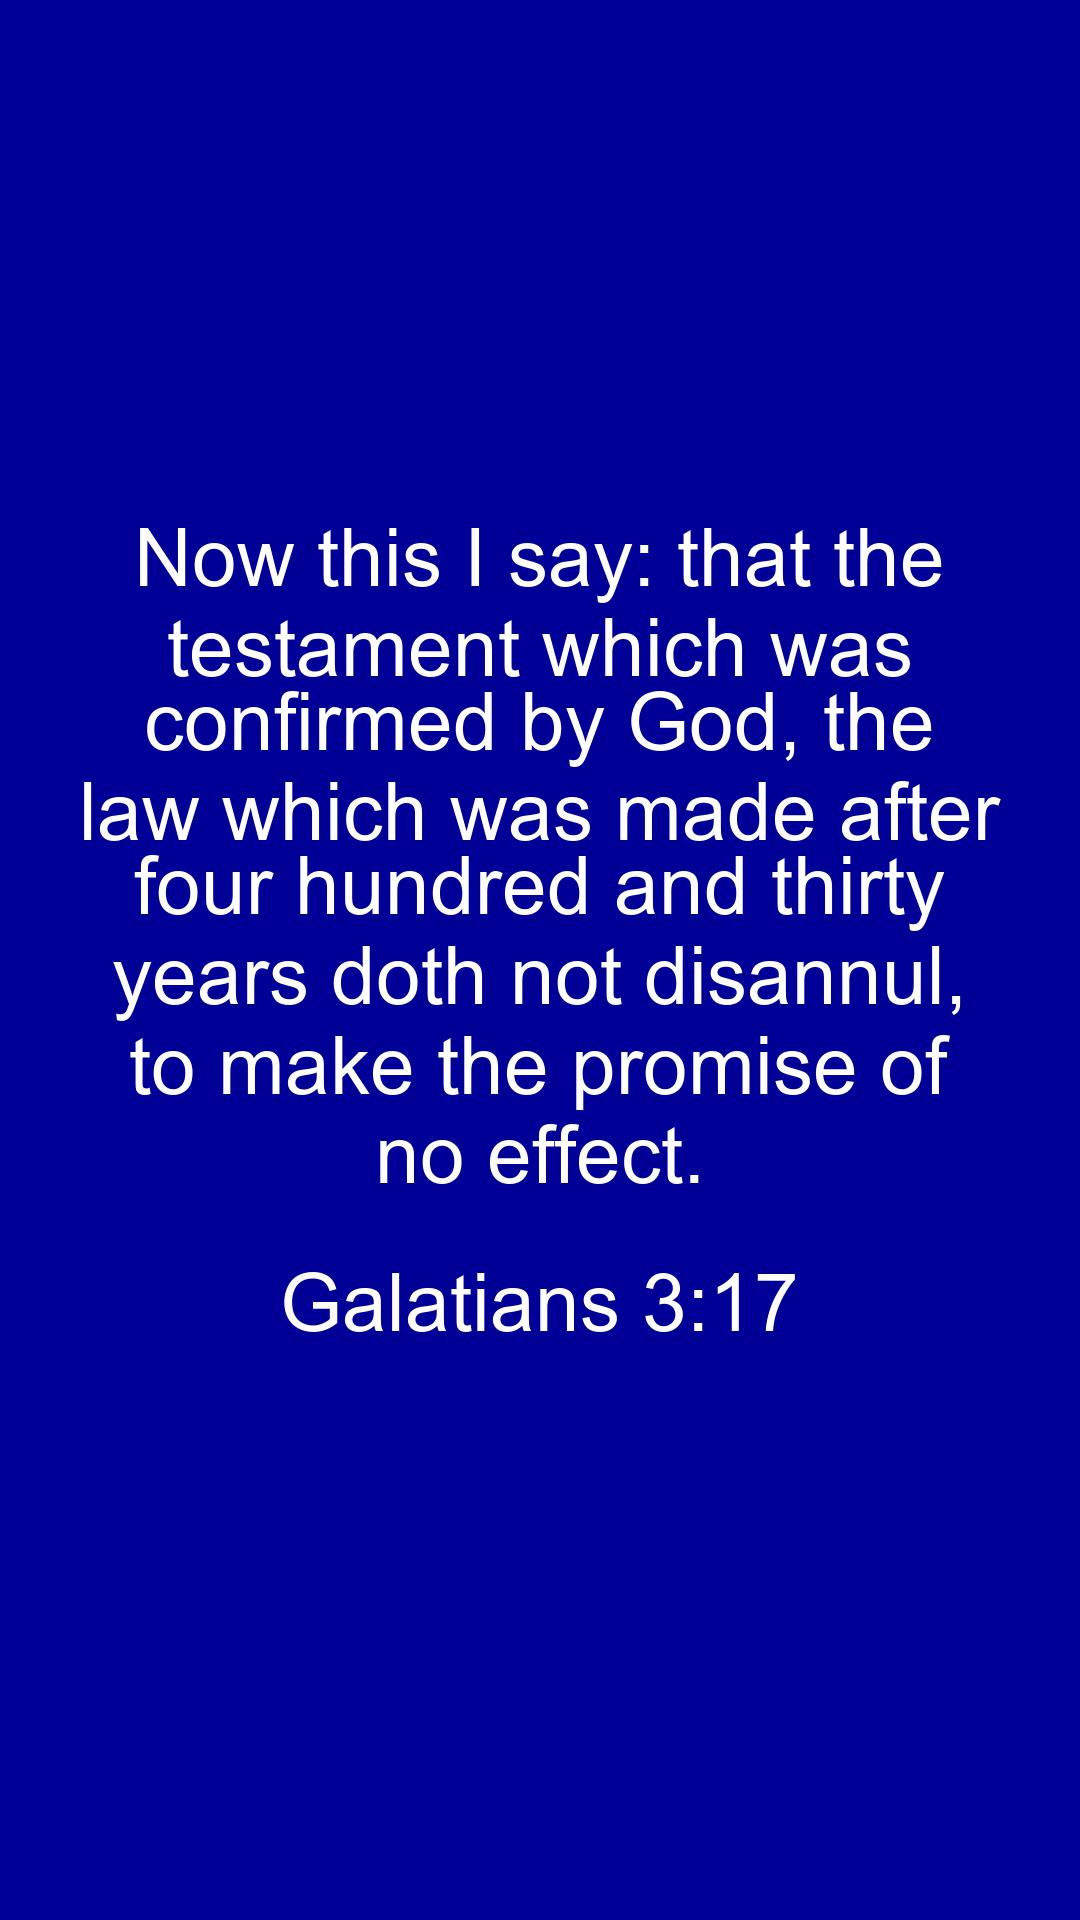 Now this I say: that the
testament which was
confirmed by God, the
law which was made after
four hundred and thirty
years doth not disannul,
to make the promise of
no effect.
Galatians 3:17